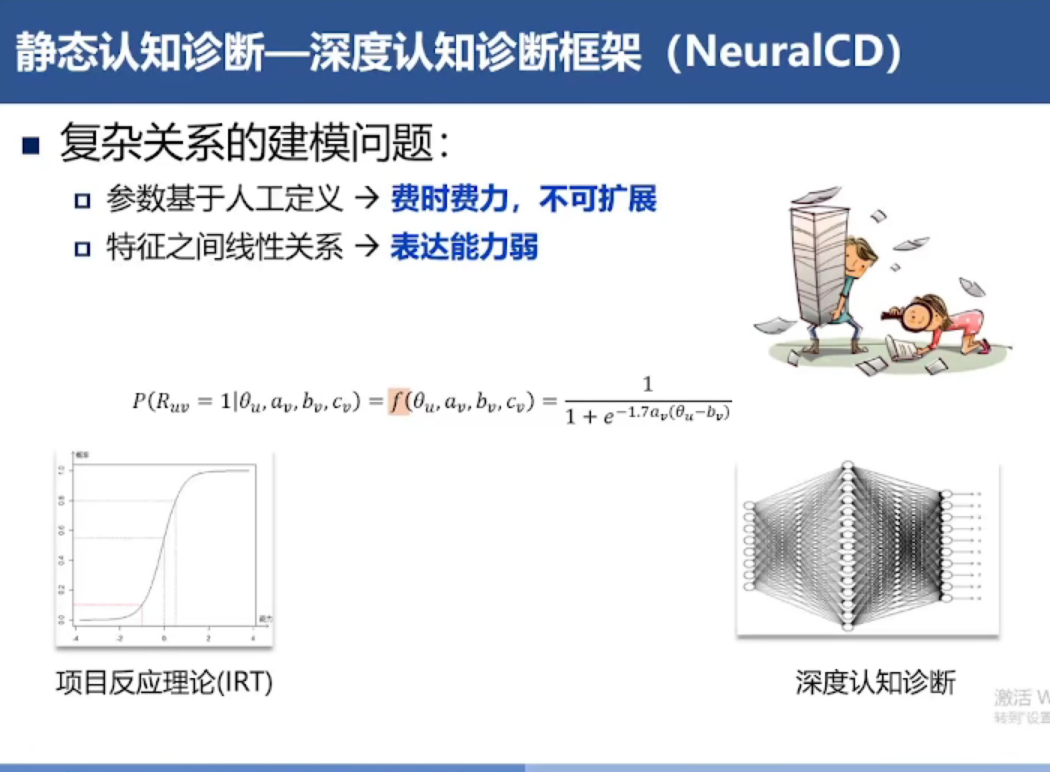 静态认知诊断—深度认知诊断框架（NeuralCD）
复杂关系的建模问题：
参数基于人工定义 → 费时费力，不可扩展
特征之间线性关系 → 表达能力弱
P(R_{uv} = 1|θ_u, a_v, b_v, c_v) = f(θ_u, a_v, b_v, c_v) = 1 / (1 + e^{-1.7a_v(θ_u-b_v)})
概率
1.0
0.8
0.6
0.4
0.2
0.0
-4 -2 0 2 4
能力
项目反应理论(IRT)
深度认知诊断
激活 W
转到"设置